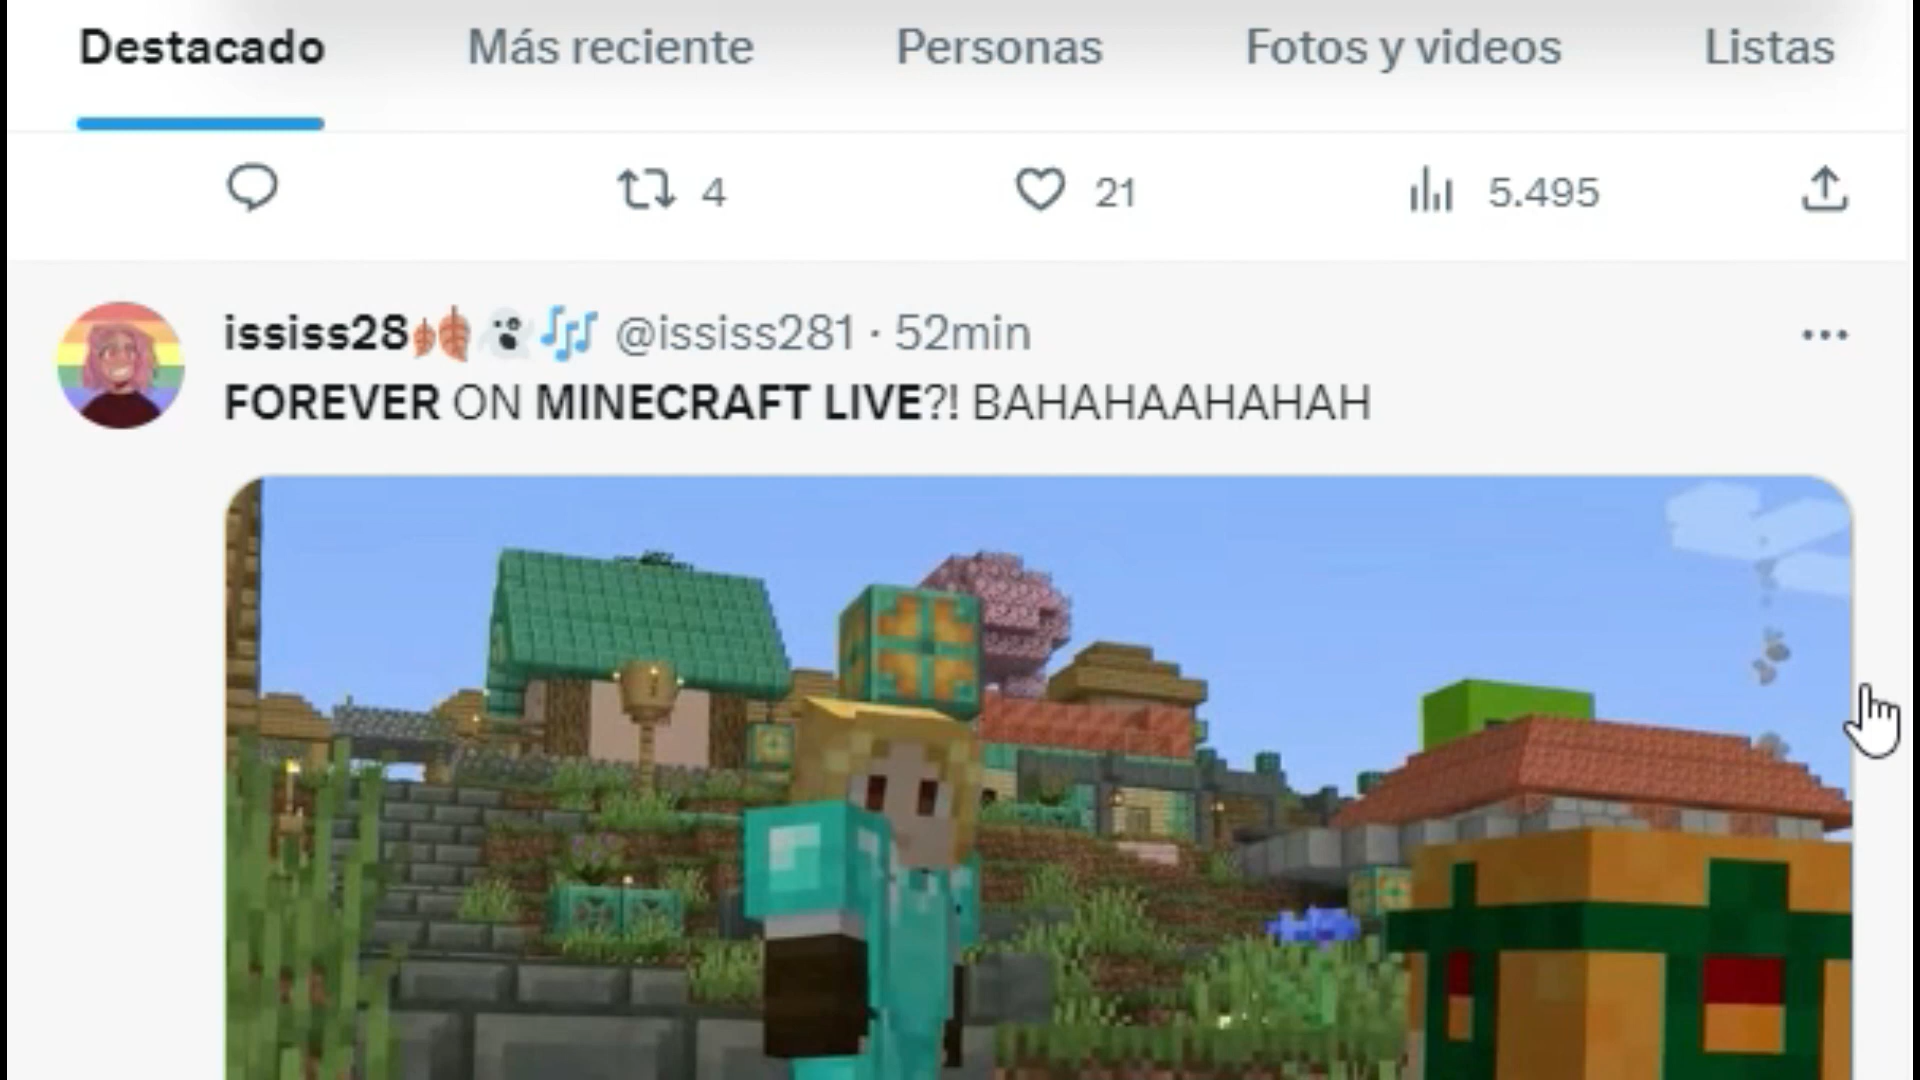 Destacado Más reciente Personas Fotos y videos Listas
4 21 5.495
ississ28🍂👻🎶 @ississ281 · 52min
FOREVER ON MINECRAFT LIVE?! BAHAHAAHAHAH